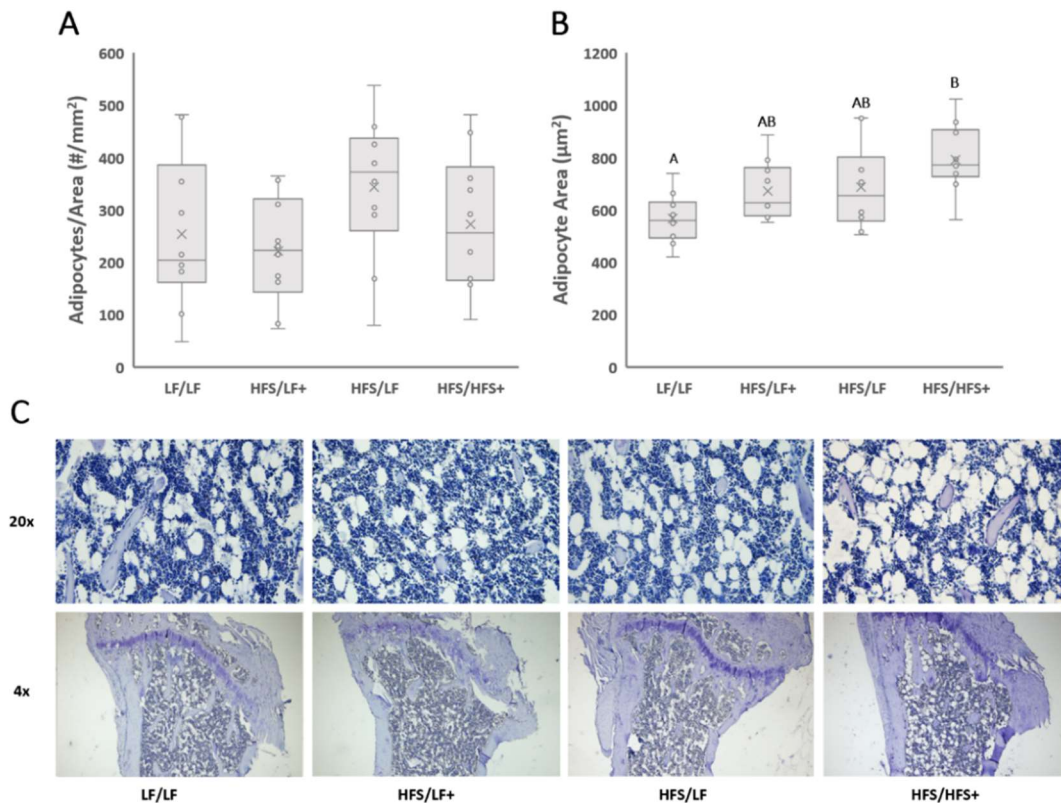 A
Adipocytes/Area (#/mm²)
600
500
400
300
200
100
0
LF/LF HFS/LF+ HFS/LF HFS/HFS+
B
Adipocyte Area (µm²)
1200
1000
800
600
400
200
0
A AB AB B
LF/LF HFS/LF+ HFS/LF HFS/HFS+
C
20x
4x
LF/LF HFS/LF+ HFS/LF HFS/HFS+